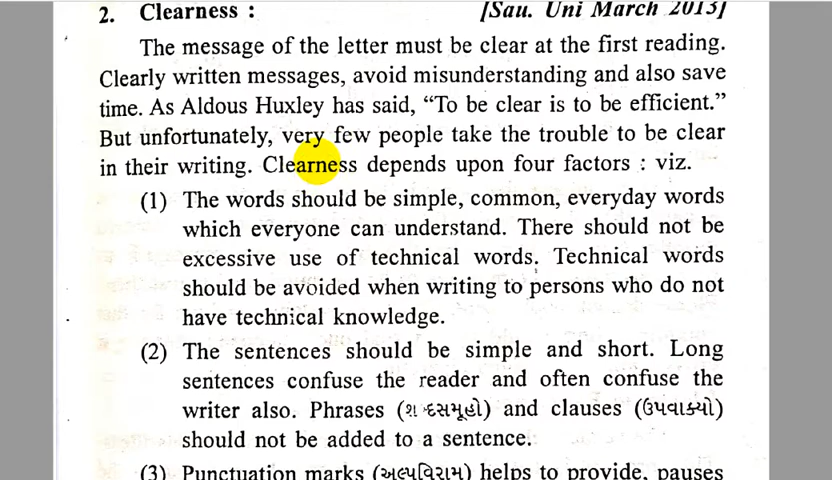 2. Clearness : [Sau. Uni March 2013]
The message of the letter must be clear at the first reading.
Clearly written messages, avoid misunderstanding and also save
time. As Aldous Huxley has said, “To be clear is to be efficient.”
But unfortunately, very few people take the trouble to be clear
in their writing. Clearness depends upon four factors : viz.
(1) The words should be simple, common, everyday words
which everyone can understand. There should not be
excessive use of technical words. Technical words
should be avoided when writing to persons who do not
have technical knowledge.
(2) The sentences should be simple and short. Long
sentences confuse the reader and often confuse the
writer also. Phrases (શબ્દસમૂહો) and clauses (ઉપવાક્યો)
should not be added to a sentence.
(3) Punctuation marks (અલ્પવિરામ) helps to provide, pauses